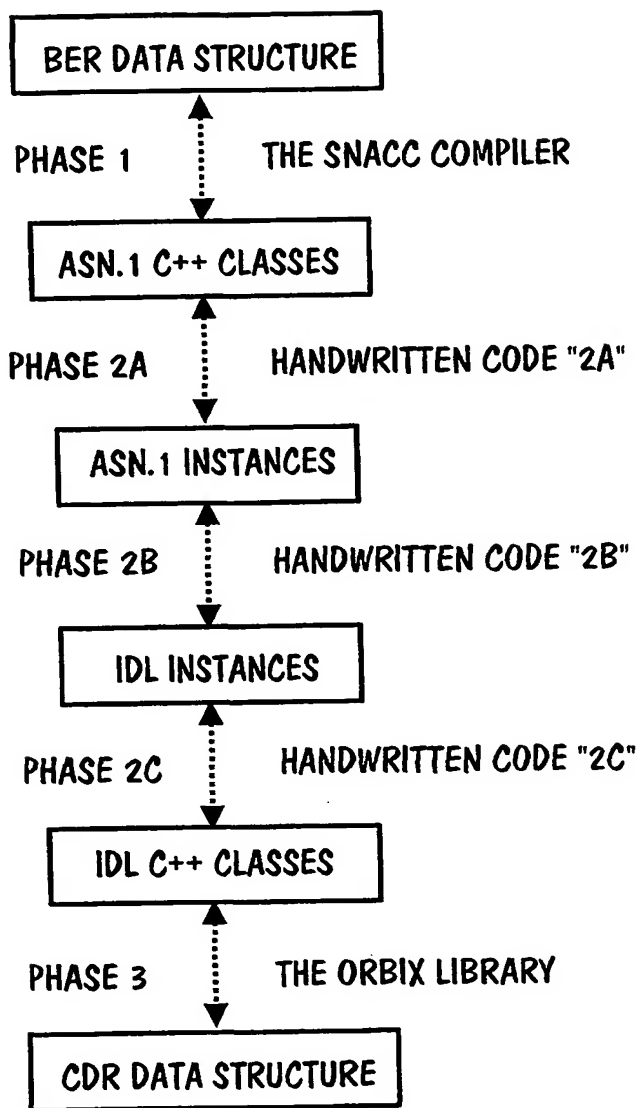 BER DATA STRUCTURE
PHASE 1 THE SNACC COMPILER
ASN.1 C++ CLASSES
PHASE 2A HANDWRITTEN CODE "2A"
ASN.1 INSTANCES
PHASE 2B HANDWRITTEN CODE "2B"
IDL INSTANCES
PHASE 2C HANDWRITTEN CODE "2C"
IDL C++ CLASSES
PHASE 3 THE ORBIX LIBRARY
CDR DATA STRUCTURE